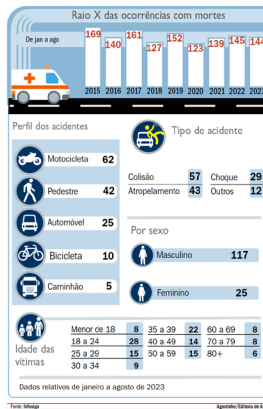 Raio X das ocorrências com mortes
De jan a ago
169 140 161 127 152 123 139 145 144
2015 2016 2017 2018 2019 2020 2021 2022 2023
Perfil dos acidentes
Motocicleta 62
Pedestre 42
Automóvel 25
Bicicleta 10
Caminhão 5
Tipo de acidente
Colisão 57 Choque 29
Atropelamento 43 Outros 12
Por sexo
Masculino 117
Feminino 25
Idade das vítimas
Menor de 18 8 35 a 39 22 60 a 69 8
18 a 24 28 40 a 49 14 70 a 79 8
25 a 29 15 50 a 59 15 80+ 6
30 a 34 9
Dados relativos de janeiro a agosto de 2023
Fonte: Infosiga
Agostinho/Editoria de A